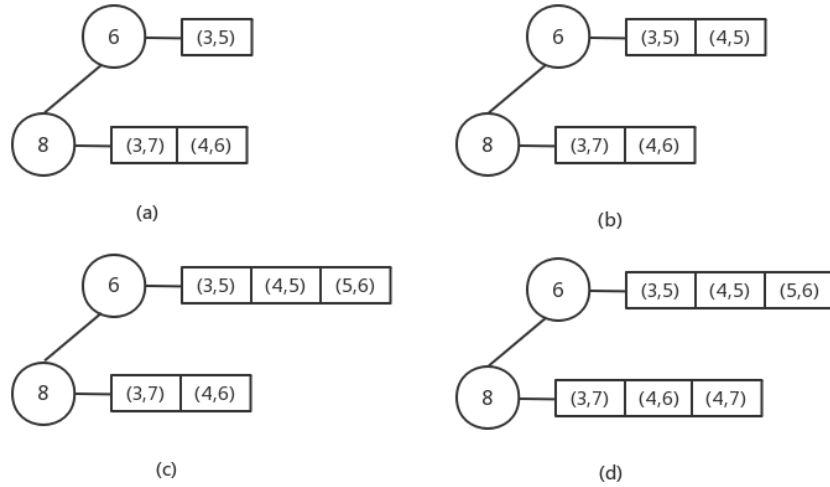 6 (3,5)
8 (3,7) (4,6)
(a)
6 (3,5) (4,5)
8 (3,7) (4,6)
(b)
6 (3,5) (4,5) (5,6)
8 (3,7) (4,6)
(c)
6 (3,5) (4,5) (5,6)
8 (3,7) (4,6) (4,7)
(d)